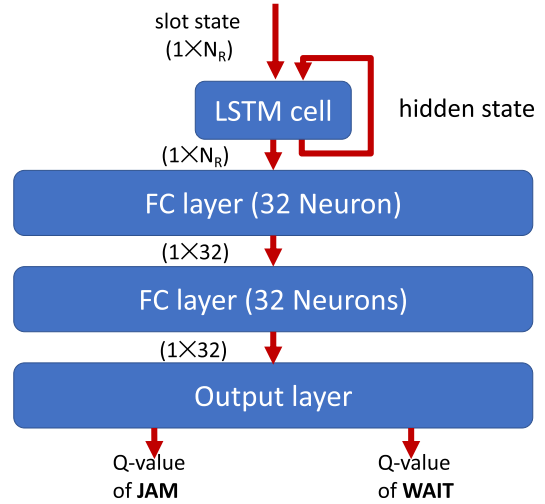 slot state
(1×N_R)
LSTM cell
hidden state
(1×N_R)
FC layer (32 Neuron)
(1×32)
FC layer (32 Neurons)
(1×32)
Output layer
Q-value
of JAM
Q-value
of WAIT